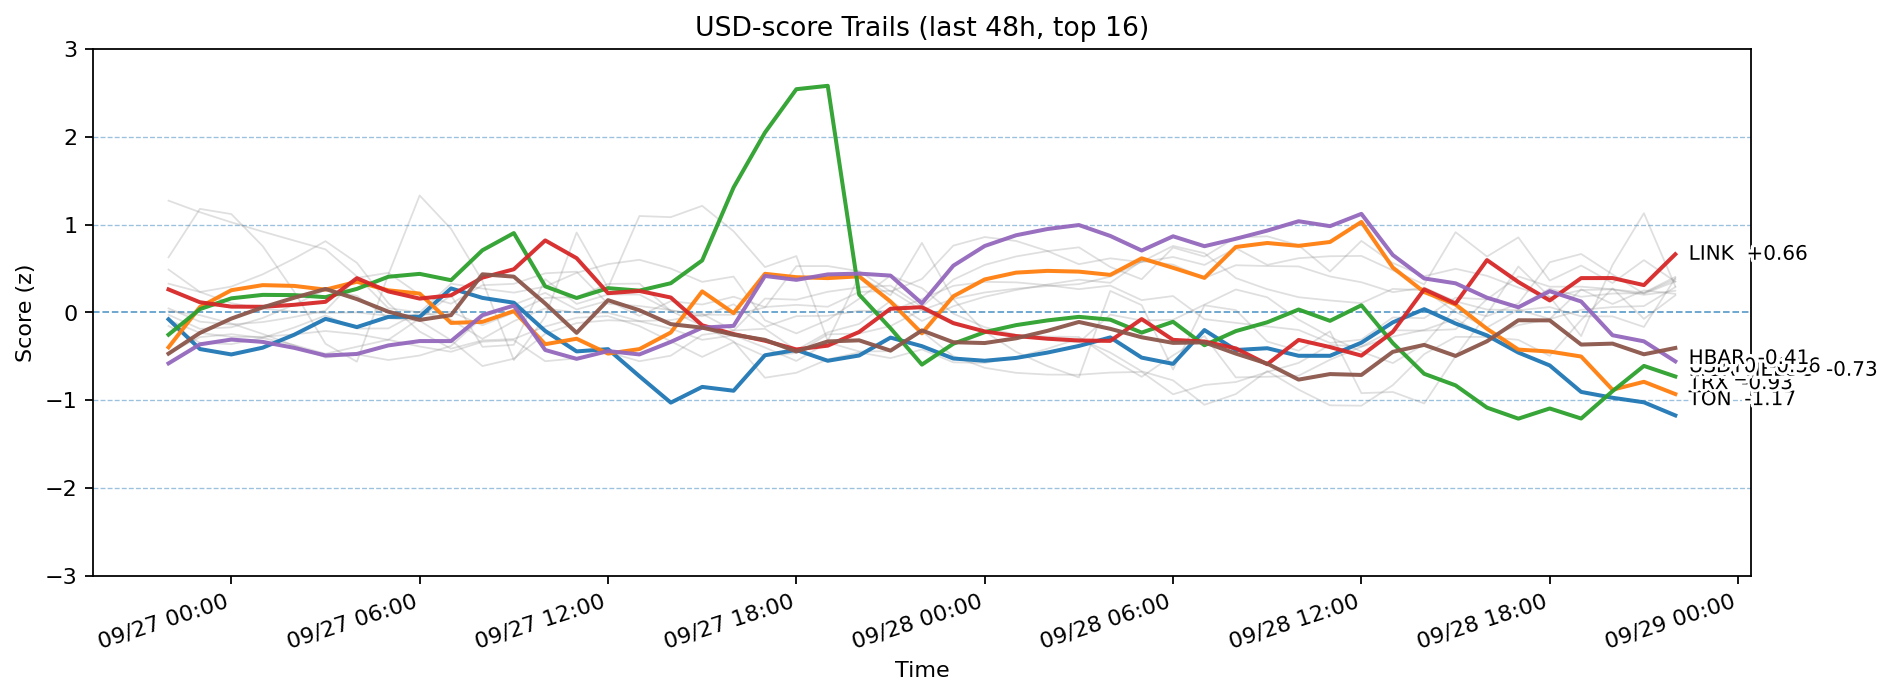 USD-score Trails (last 48h, top 16)
Score (z)
3
2
1
0
−1
−2
−3
LINK +0.66
HBAR -0.41
-0.73
TRX -0.93
TON -1.17
09/27 00:00
09/27 06:00
09/27 12:00
09/27 18:00
09/28 00:00
09/28 06:00
09/28 12:00
09/28 18:00
09/29 00:00
Time